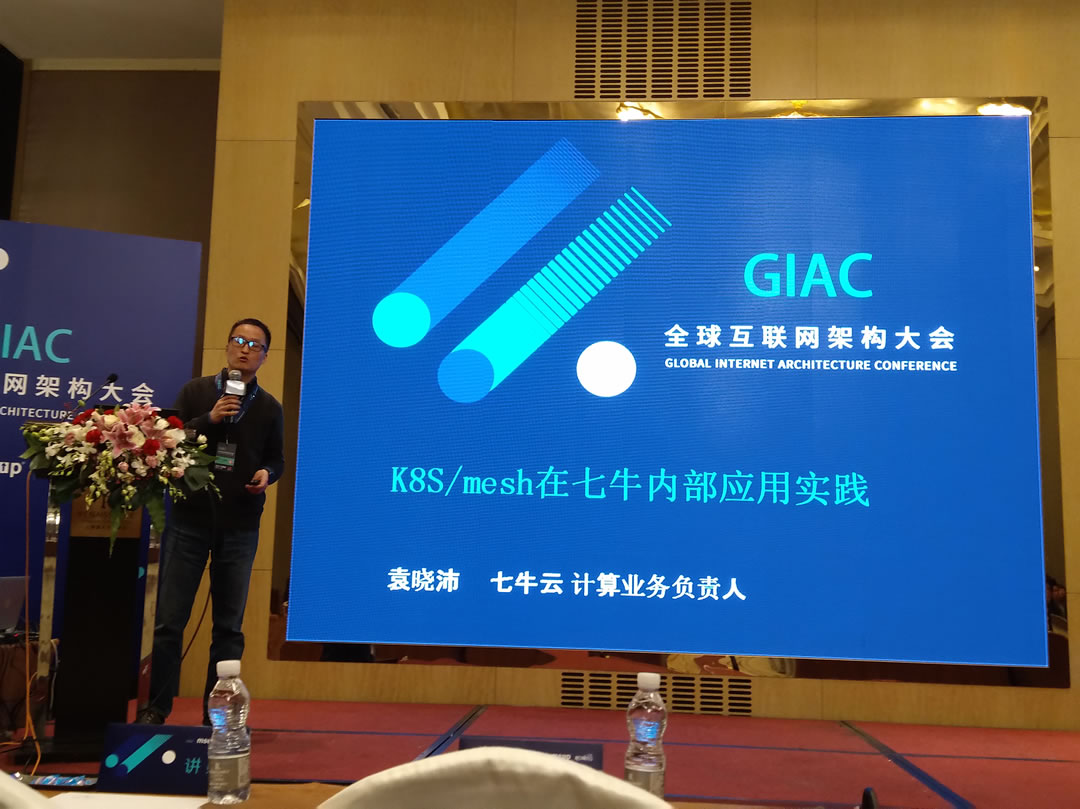 GIAC
全球互联网架构大会
GLOBAL INTERNET ARCHITECTURE CONFERENCE
K8S/mesh在七牛内部应用实践
袁晓沛 七牛云 计算业务负责人
IAC
网架构大会
CHITECTURE
讲